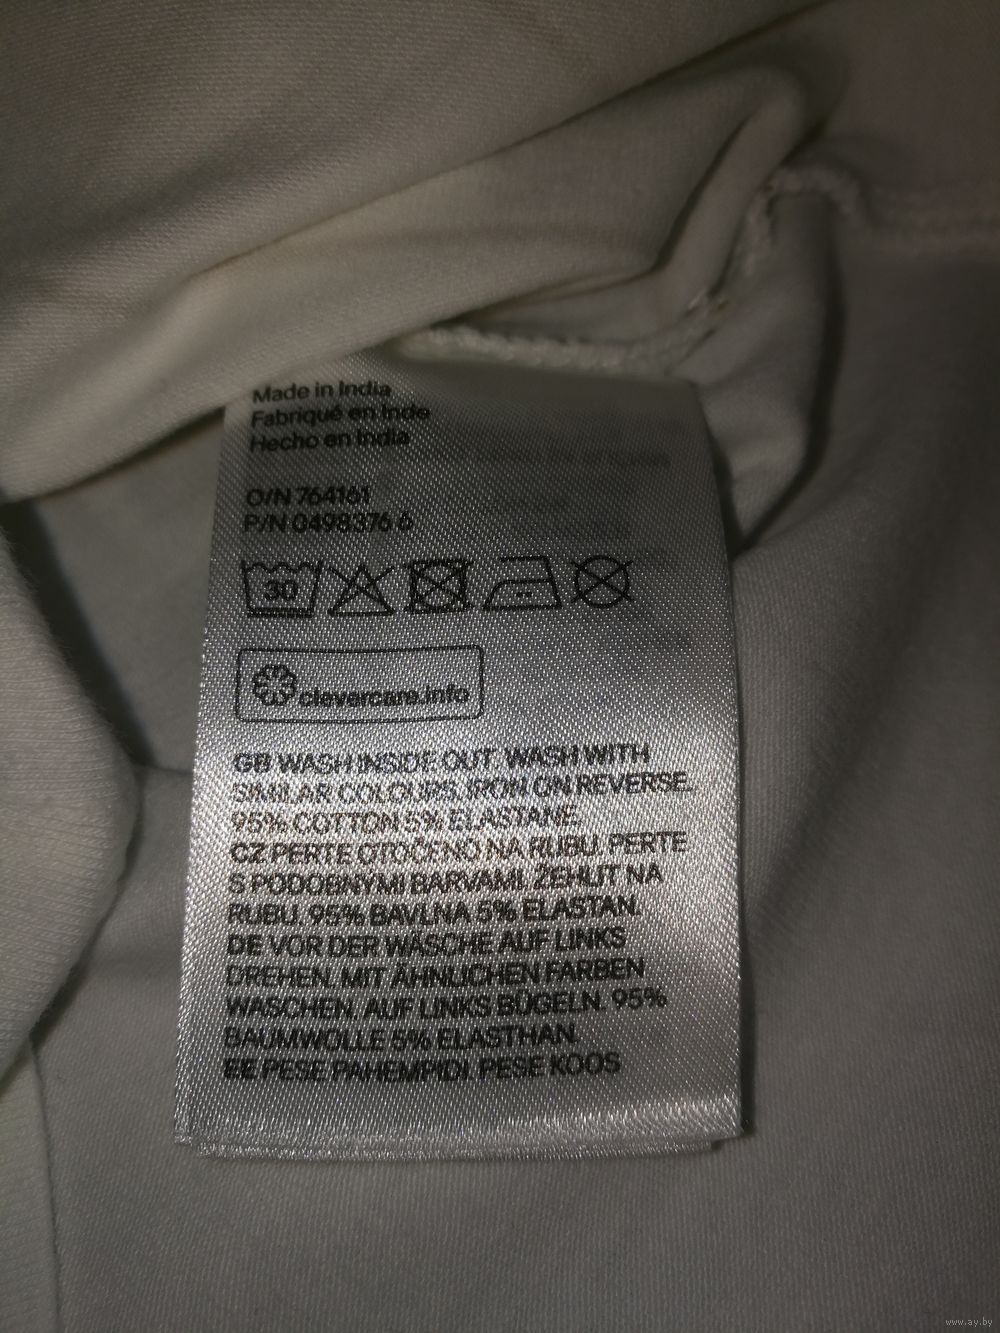 Made in India
Fabriqué en Inde
Hecho en India
O/N 764161
P/N 0498376 6
30
clevercare.info
GB WASH INSIDE OUT. WASH WITH
SIMILAR COLOURS. IRON ON REVERSE.
95% COTTON 5% ELASTANE.
CZ PERTE OTOČENO NA RUBU. PERTE
S PODOBNÝMI BARVAMI. ŽEHLIT NA
RUBU. 95% BAVLNA 5% ELASTAN.
DE VOR DER WÄSCHE AUF LINKS
DREHEN. MIT ÄHNLICHEN FARBEN
WASCHEN. AUF LINKS BÜGELN. 95%
BAUMWOLLE 5% ELASTHAN.
EE PESE PAHEMPIDI. PESE KOOS
www.ay.by